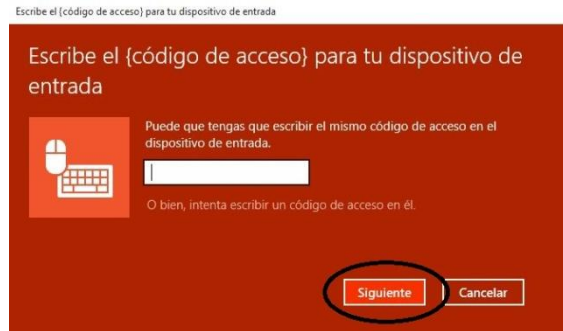 Escribe el {código de acceso} para tu dispositivo de entrada
Escribe el {código de acceso} para tu dispositivo de
entrada
Puede que tengas que escribir el mismo código de acceso en el
dispositivo de entrada.
O bien, intenta escribir un código de acceso en él.
Siguiente
Cancelar